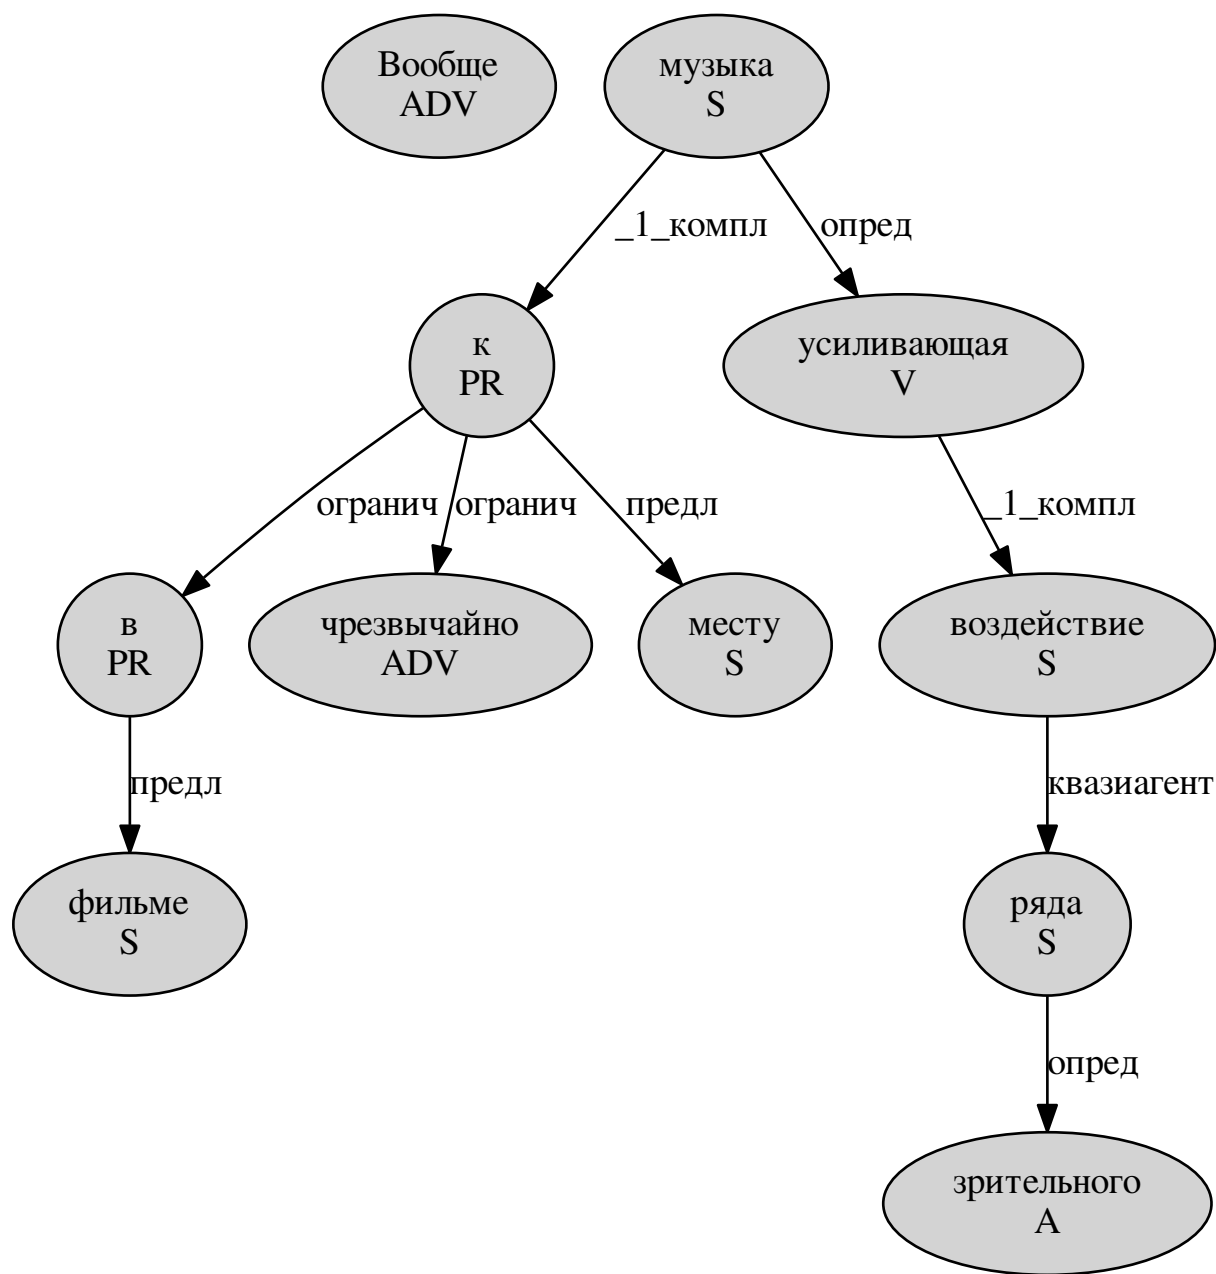 Вообще
ADV
музыка
S
_1_компл
опред
к
PR
усиливающая
V
огранич
огранич
предл
_1_компл
в
PR
чрезвычайно
ADV
месту
S
воздействие
S
предл
квазиагент
фильме
S
ряда
S
опред
зрительного
A